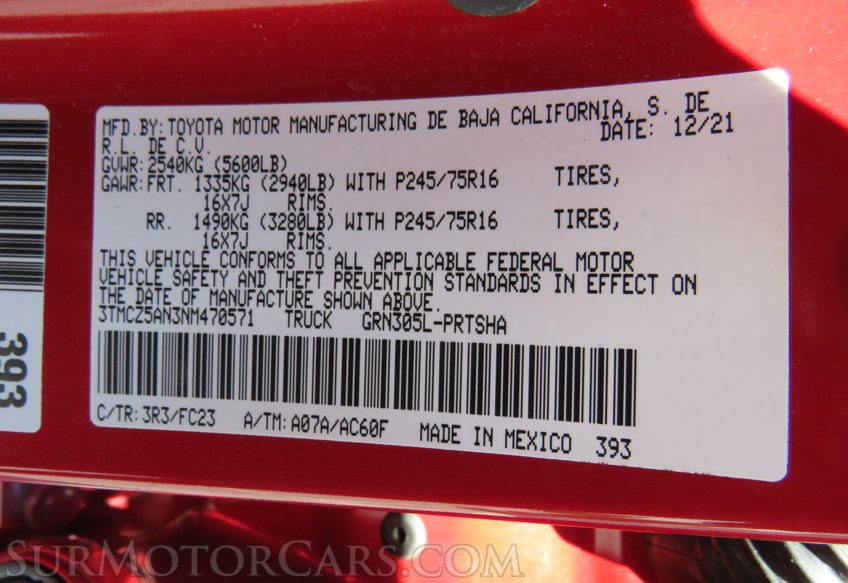 MFD.BY: TOYOTA MOTOR MANUFACTURING DE BAJA CALIFORNIA, S. DE
R.L. DE C.V. DATE: 12/21
GVWR: 2540KG (5600LB)
GAWR: FRT. 1335KG (2940LB) WITH P245/75R16 TIRES,
16X7J RIMS.
RR. 1490KG (3280LB) WITH P245/75R16 TIRES,
16X7J RIMS.
THIS VEHICLE CONFORMS TO ALL APPLICABLE FEDERAL MOTOR
VEHICLE SAFETY AND THEFT PREVENTION STANDARDS IN EFFECT ON
THE DATE OF MANUFACTURE SHOWN ABOVE.
3TMCZ5AN3NM470571 TRUCK GRN305L-PRTSHA
C/TR: 3R3/FC23 A/TM: A07A/AC60F MADE IN MEXICO 393
393
SURMOTORCARS.COM